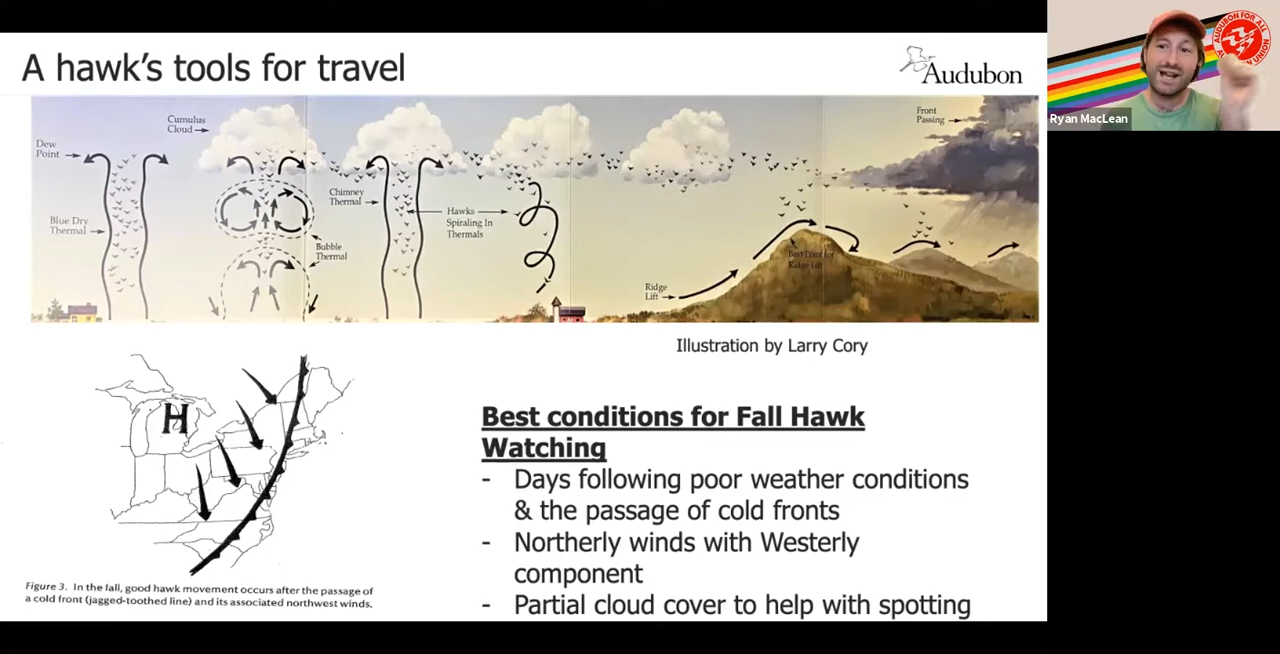 A hawk's tools for travel
Audubon
Dew
Point
Cumulus
Cloud
Blue Dry
Thermal
Chimney
Thermal
Bubble
Thermal
Hawks
Spiraling In
Thermals
Ridge
Lift
Best Point for
Ridge Lift
Front
Passing
Illustration by Larry Cory
H
Figure 3. In the fall, good hawk movement occurs after the passage of
a cold front (jagged-toothed line) and its associated northwest winds.
Best conditions for Fall Hawk
Watching
- Days following poor weather conditions
& the passage of cold fronts
- Northerly winds with Westerly
component
- Partial cloud cover to help with spotting
Ryan MacLean
AUDUBON FOR ALL
UNION